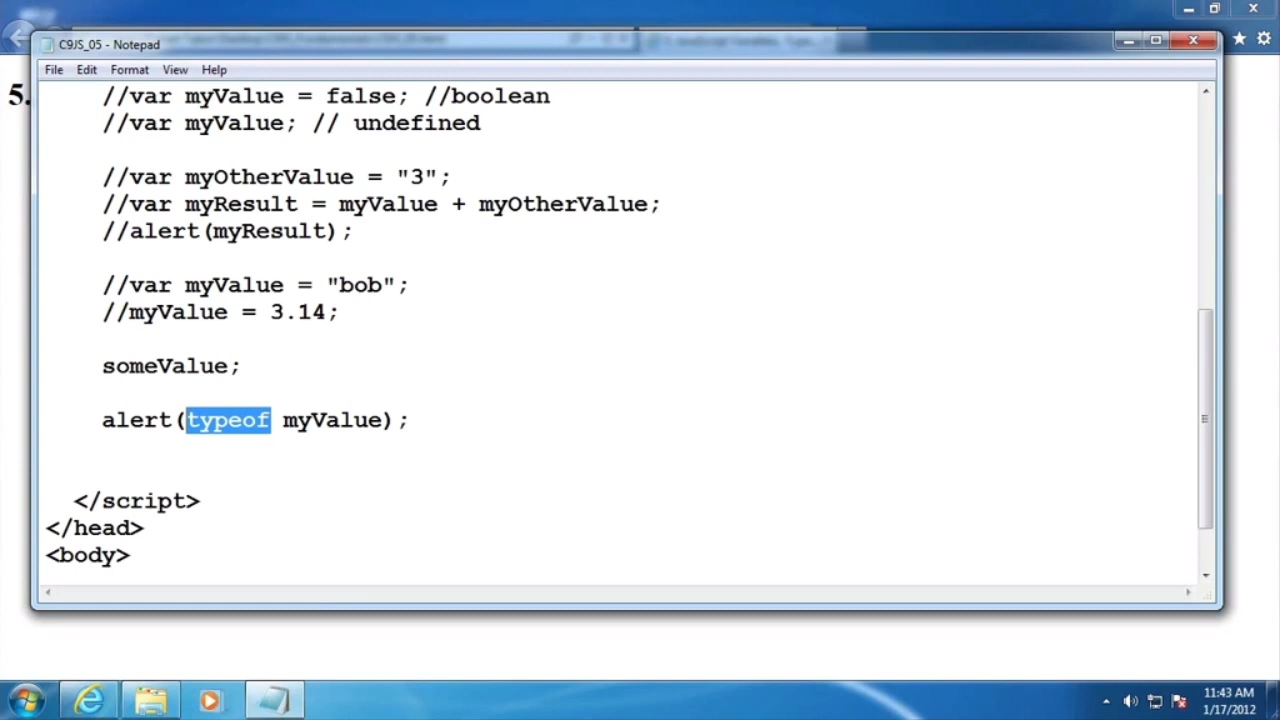 C9JS_05 - Notepad
File Edit Format View Help
5.
//var myValue = false; //boolean
//var myValue; // undefined
//var myOtherValue = "3";
//var myResult = myValue + myOtherValue;
//alert(myResult);
//var myValue = "bob";
//myValue = 3.14;
someValue;
alert(typeof myValue);
</script>
</head>
<body>
11:43 AM
1/17/2012